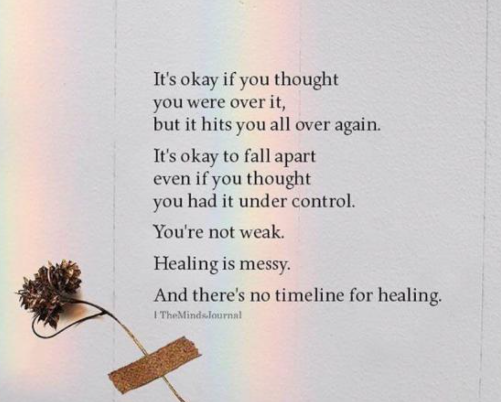 It's okay if you thought
you were over it,
but it hits you all over again.
It's okay to fall apart
even if you thought
you had it under control.
You're not weak.
Healing is messy.
And there's no timeline for healing.
| TheMindsJournal